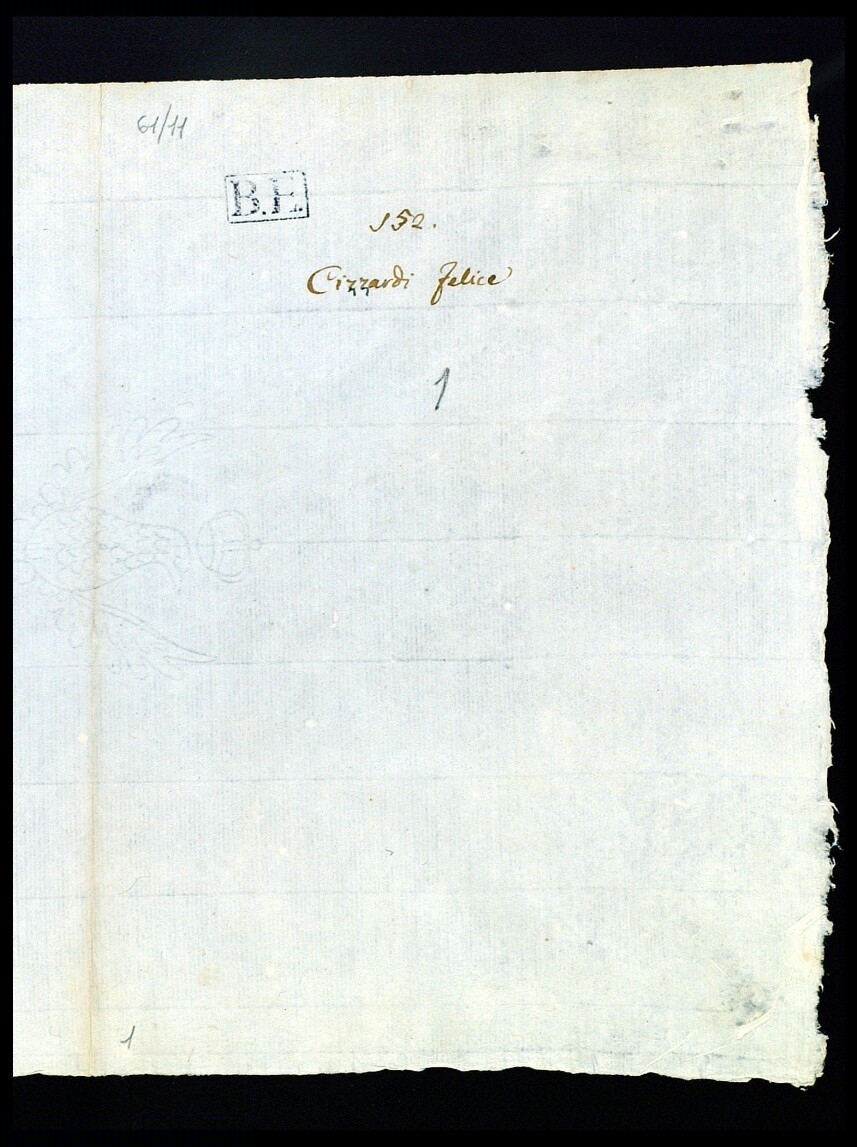 61/11
B.E.
152.
Cizzardi Felice
1
1